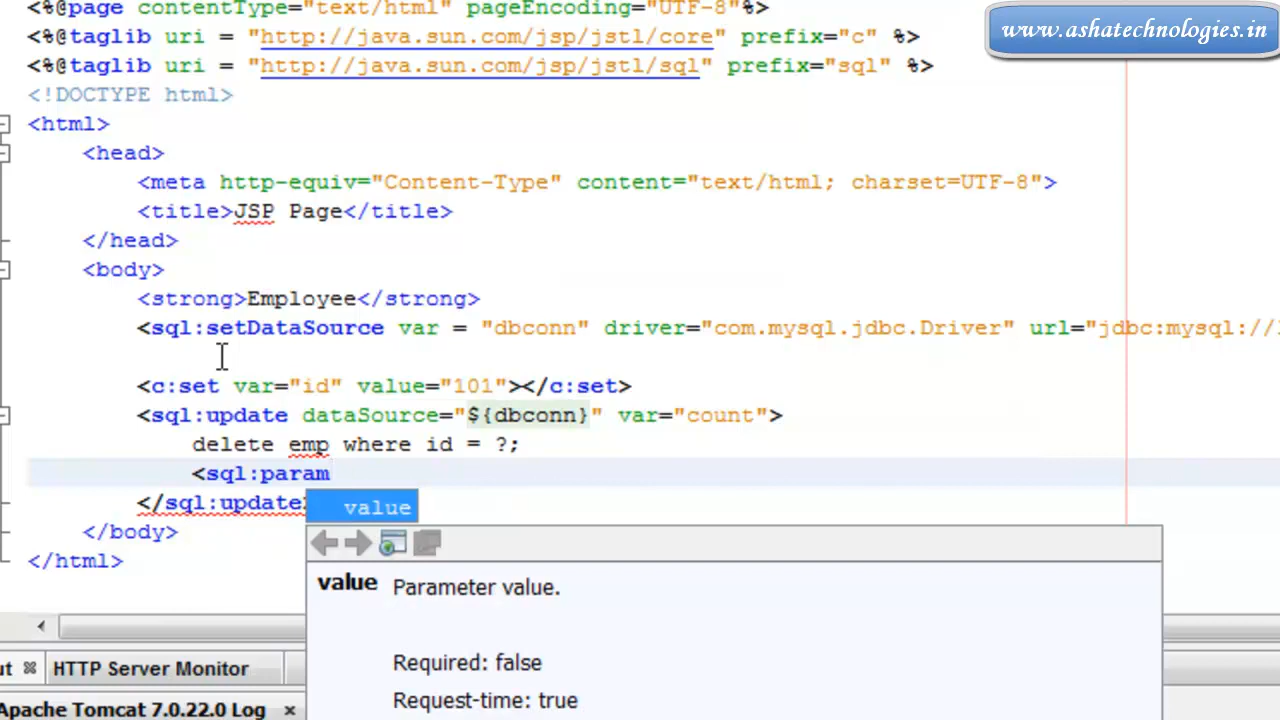 <%@page contentType="text/html" pageEncoding="UTF-8"%>
www.ashatechnologies.in
<%@taglib uri = "http://java.sun.com/jsp/jstl/core" prefix="c" %>
<%@taglib uri = "http://java.sun.com/jsp/jstl/sql" prefix="sql" %>
<!DOCTYPE html>
<html>
<head>
<meta http-equiv="Content-Type" content="text/html; charset=UTF-8">
<title>JSP Page</title>
</head>
<body>
<strong>Employee</strong>
<sql:setDataSource var = "dbconn" driver="com.mysql.jdbc.Driver" url="jdbc:mysql://
<c:set var="id" value="101"></c:set>
<sql:update dataSource="${dbconn}" var="count">
delete emp where id = ?;
<sql:param
</sql:update>
value
</body>
</html>
value Parameter value.
Required: false
Request-time: true
ut
HTTP Server Monitor
Apache Tomcat 7.0.22.0 Log